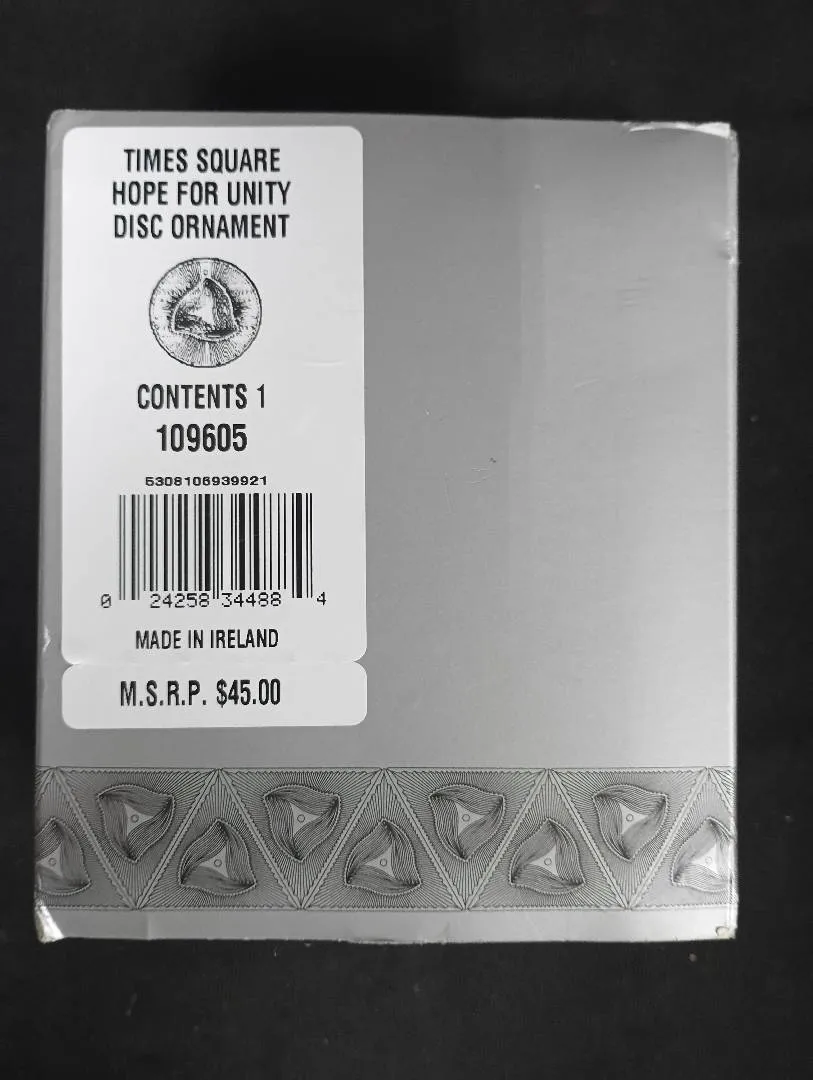 TIMES SQUARE
HOPE FOR UNITY
DISC ORNAMENT
CONTENTS 1
109605
5308106939921
0 24258 34488 4
MADE IN IRELAND
M.S.R.P. $45.00